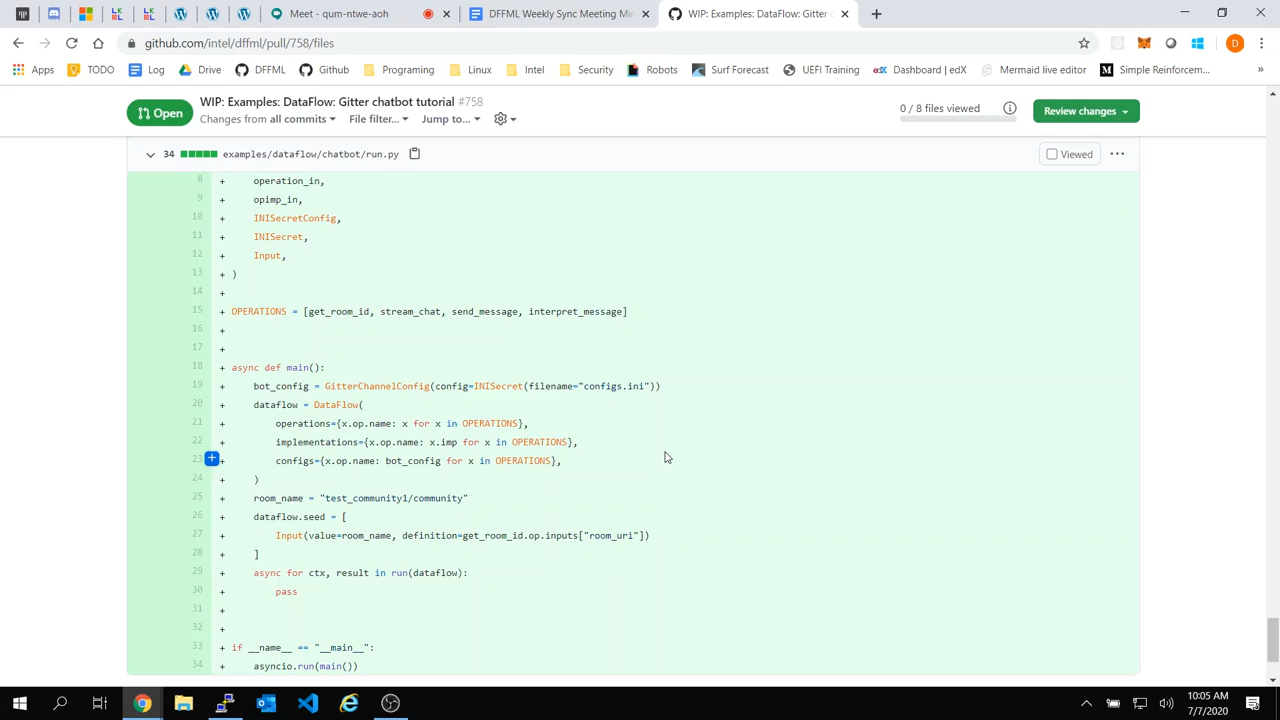 Meet - qum-ntwe-aoh
DFFML Weekly Sync Meeting Mi
WIP: Examples: DataFlow: Gitter c
github.com/intel/dffml/pull/758/files
D
Apps
TODO
Log
Drive
DFFML
Github
Programing
Linux
Intel
Security
Robots
Surf Forecast
UEFI Training
edX
Dashboard | edX
Mermaid live editor
Simple Reinforcem...
»
Open
WIP: Examples: DataFlow: Gitter chatbot tutorial #758
Changes from all commits
File filter...
Jump to...
0 / 8 files viewed
Review changes
34
examples/dataflow/chatbot/run.py
Viewed
8 + operation_in,
9 + opimp_in,
10 + INISecretConfig,
11 + INISecret,
12 + Input,
13 + )
14 +
15 + OPERATIONS = [get_room_id, stream_chat, send_message, interpret_message]
16 +
17 +
18 + async def main():
19 + bot_config = GitterChannelConfig(config=INISecret(filename="configs.ini"))
20 + dataflow = DataFlow(
21 + operations={x.op.name: x for x in OPERATIONS},
22 + implementations={x.op.name: x.imp for x in OPERATIONS},
23 + configs={x.op.name: bot_config for x in OPERATIONS},
24 + )
25 + room_name = "test_community1/community"
26 + dataflow.seed = [
27 + Input(value=room_name, definition=get_room_id.op.inputs["room_uri"])
28 + ]
29 + async for ctx, result in run(dataflow):
30 + pass
31 +
32 +
33 + if __name__ == "__main__":
34 + asyncio.run(main())
10:05 AM
7/7/2020